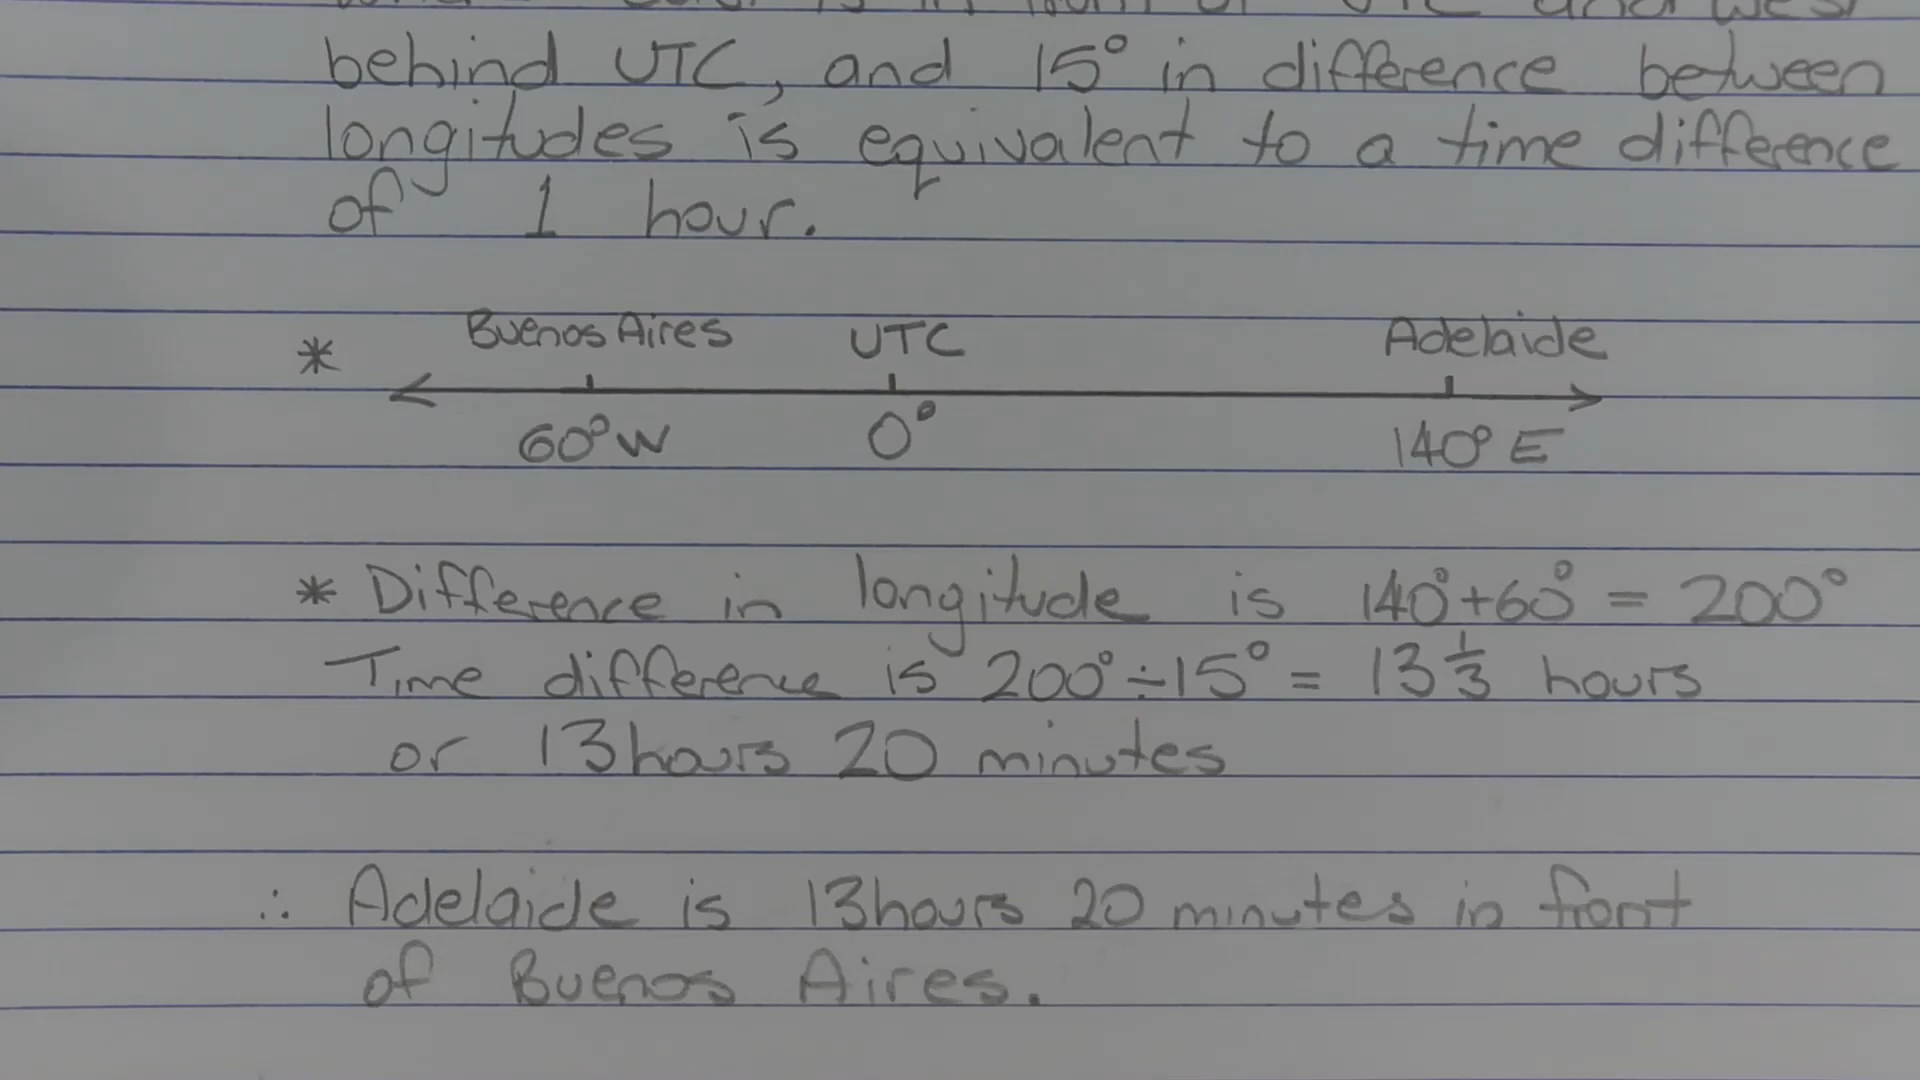 behind UTC, and 15° in difference between
longitudes is equivalent to a time difference
of 1 hour.
Buenos Aires UTC Adelaide
*
60°W 0° 140° E
* Difference in longitude is 140°+60° = 200°
Time difference is 200°÷15° = 13 1/3 hours
or 13 hours 20 minutes
∴ Adelaide is 13 hours 20 minutes in front
of Buenos Aires.